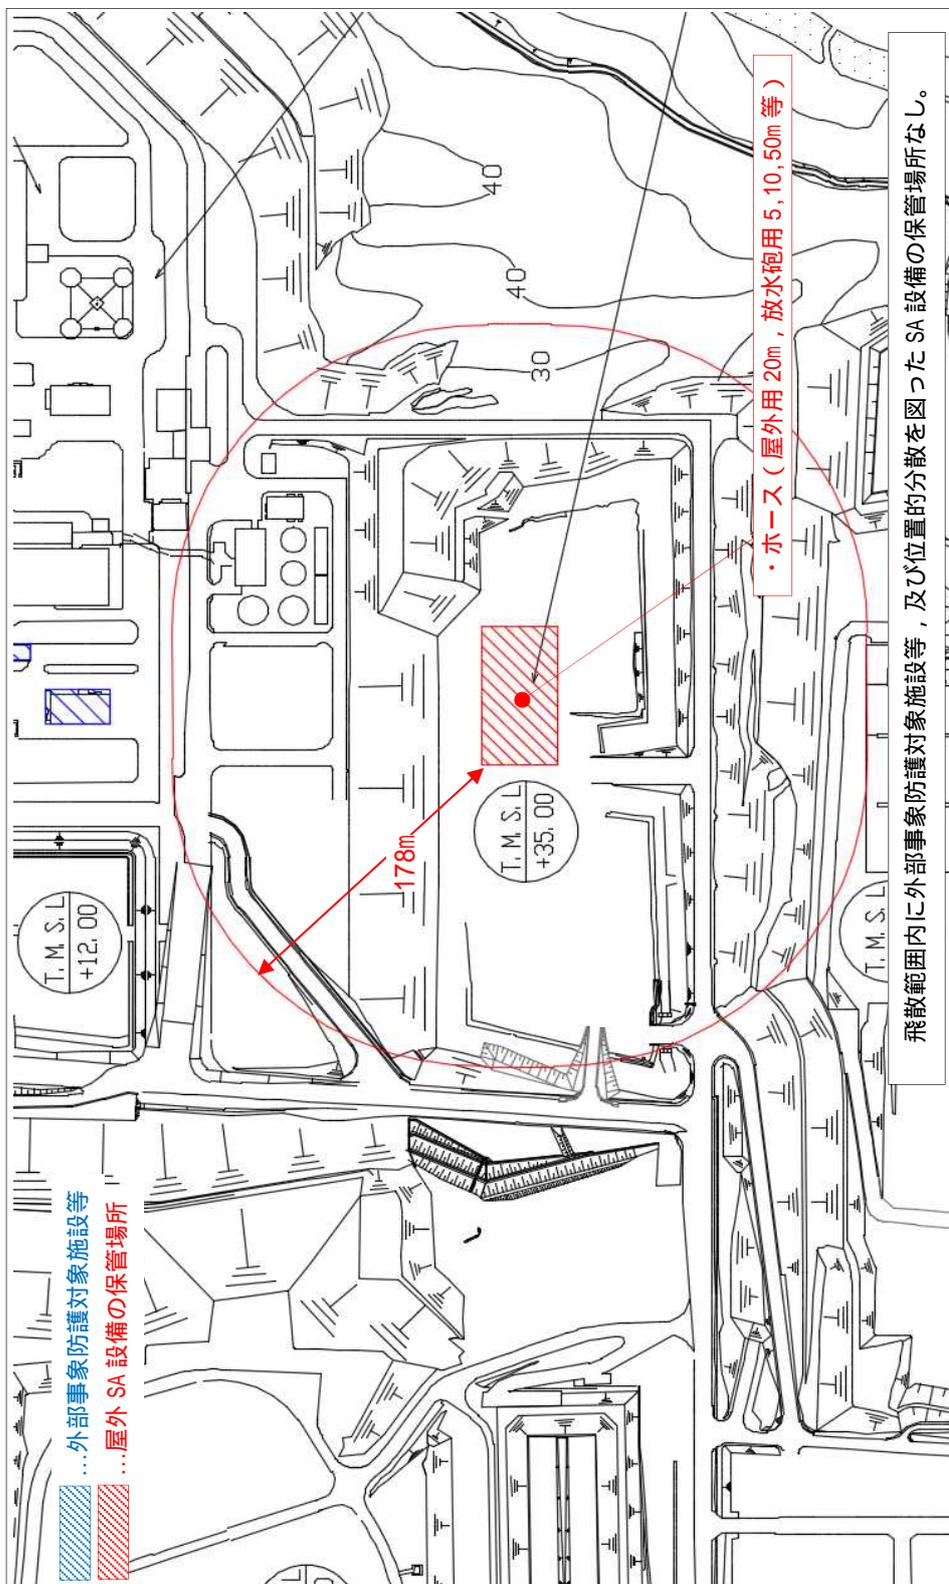 …外部事象防護対象施設等
…屋外 SA 設備の保管場所
T. M. S. L
+12. 00
178m
T. M. S. L
+35. 00
30
40
40
・ホース（屋外用 20m，放水砲用 5,10,50m 等）
T. M. S. L
飛散範囲内に外部事象防護対象施設等，及び位置的分散を図った SA 設備の保管場所なし。